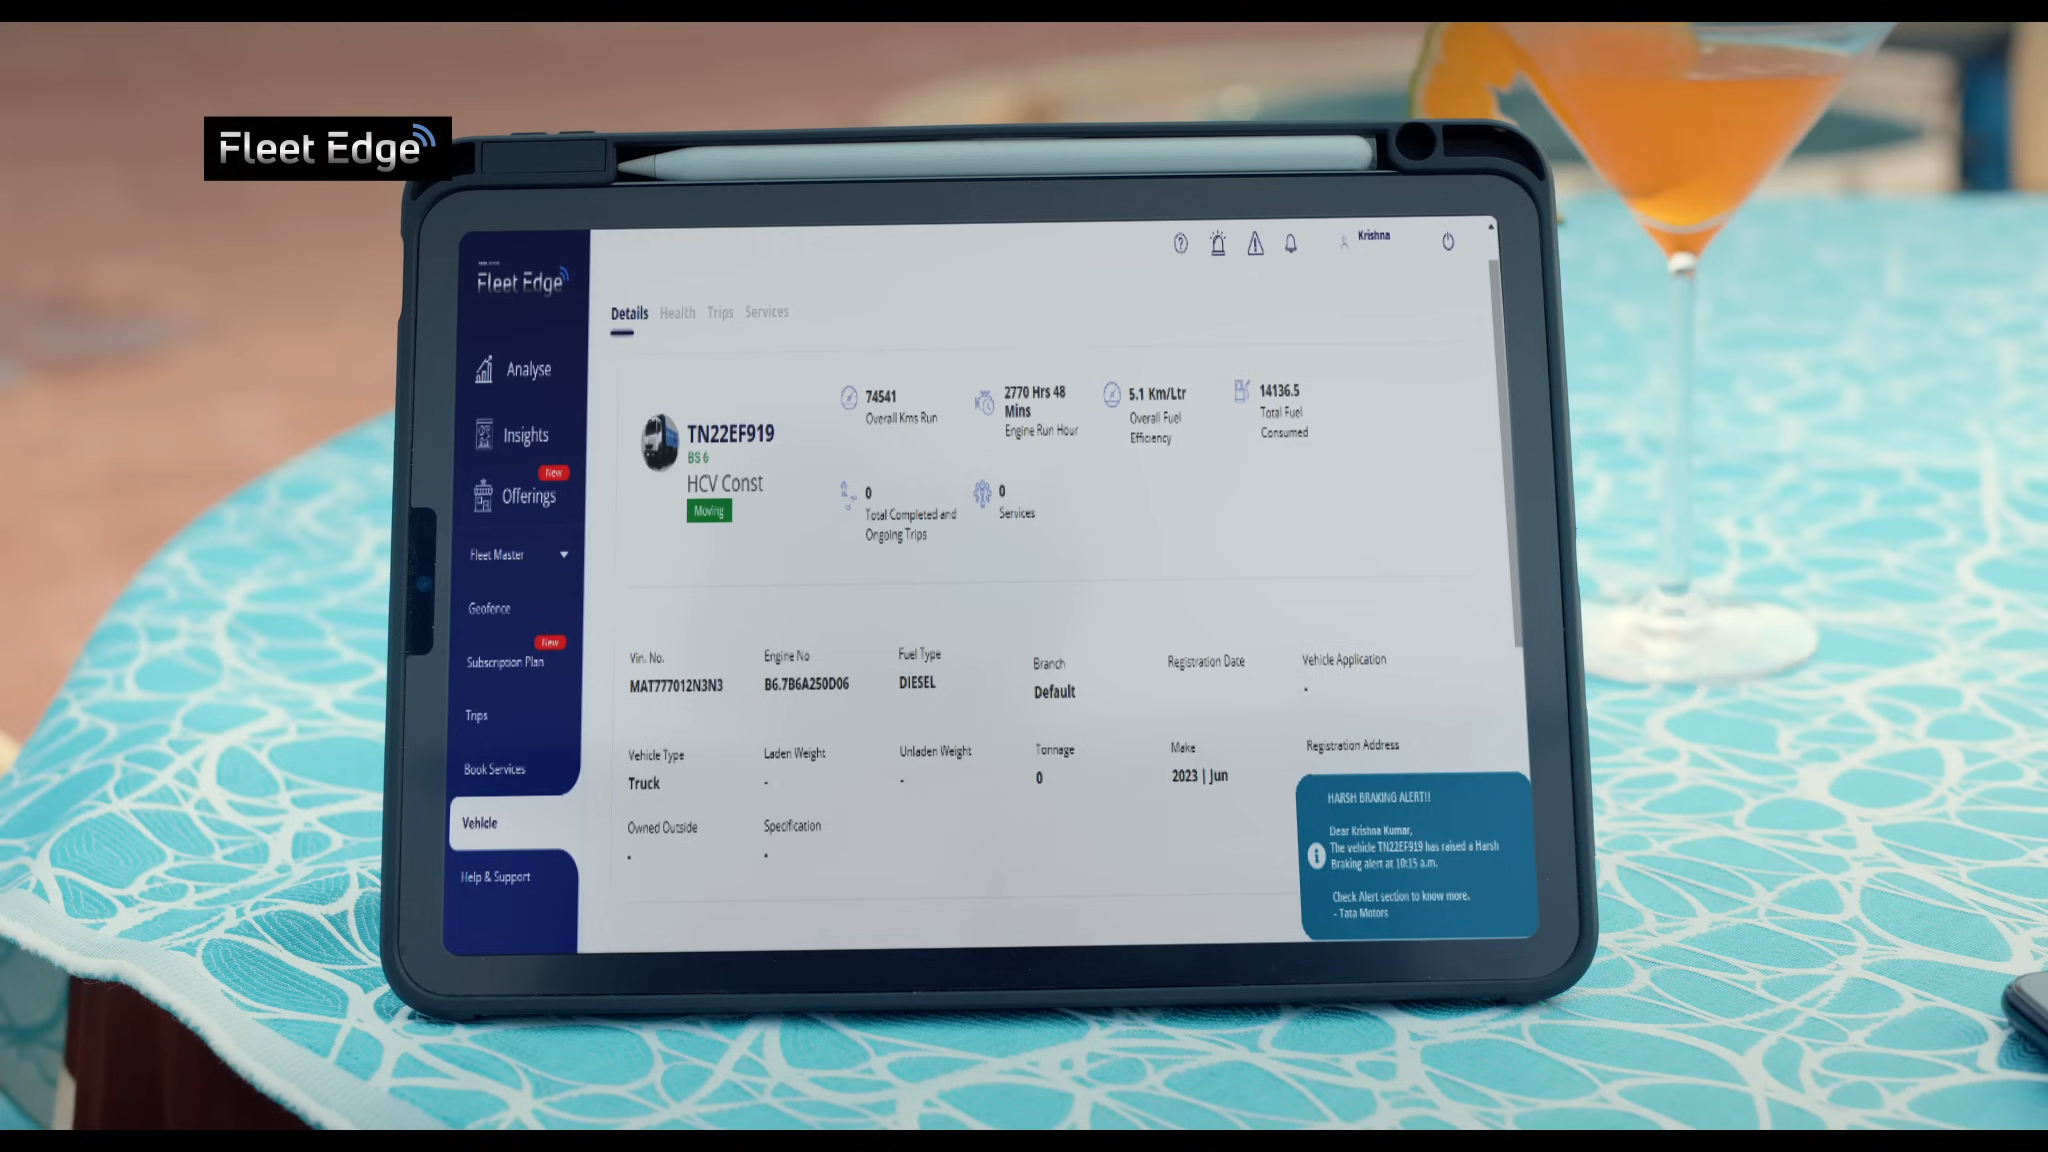 Fleet Edge
Krishna
Fleet Edge
Details Health Trips Services
Analyse
Insights
New
Offerings
Fleet Master
Geofence
New
Subscription Plan
Trips
Book Services
Vehicle
Help & Support
TN22EF919
BS 6
HCV Const
Moving
74541
Overall Kms Run
2770 Hrs 48
Mins
Engine Run Hour
5.1 Km/Ltr
Overall Fuel
Efficiency
14136.5
Total Fuel
Consumed
0
Total Completed and
Ongoing Trips
0
Services
Vin. No.
MAT777012N3N3
Engine No
B6.7B6A250D06
Fuel Type
DIESEL
Branch
Default
Registration Date
Vehicle Application
-
Vehicle Type
Truck
Laden Weight
-
Unladen Weight
-
Tonnage
0
Make
2023 | Jun
Registration Address
Owned Outside
-
Specification
-
HARSH BRAKING ALERT!!
Dear Krishna Kumar,
The vehicle TN22EF919 has raised a Harsh
Braking alert at 10:15 a.m.
Check Alert section to know more.
- Tata Motors